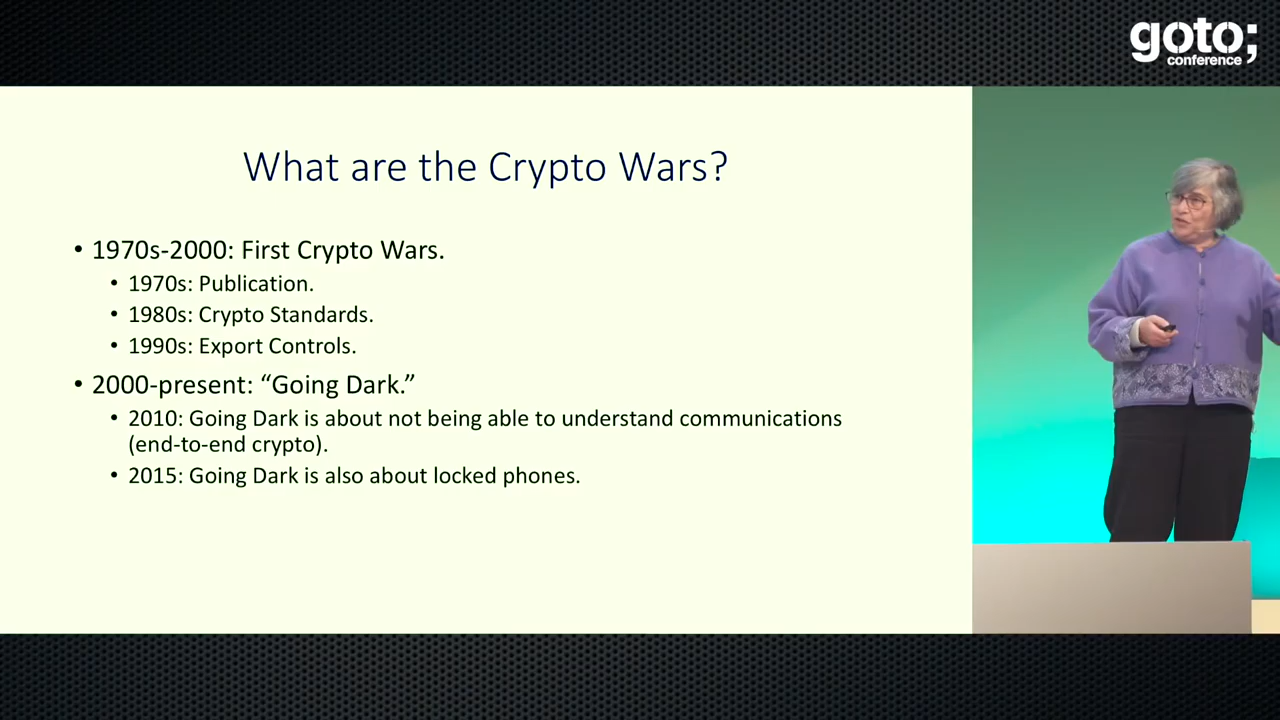 goto;
conference
What are the Crypto Wars?
• 1970s-2000: First Crypto Wars.
• 1970s: Publication.
• 1980s: Crypto Standards.
• 1990s: Export Controls.
• 2000-present: “Going Dark.”
• 2010: Going Dark is about not being able to understand communications
(end-to-end crypto).
• 2015: Going Dark is also about locked phones.